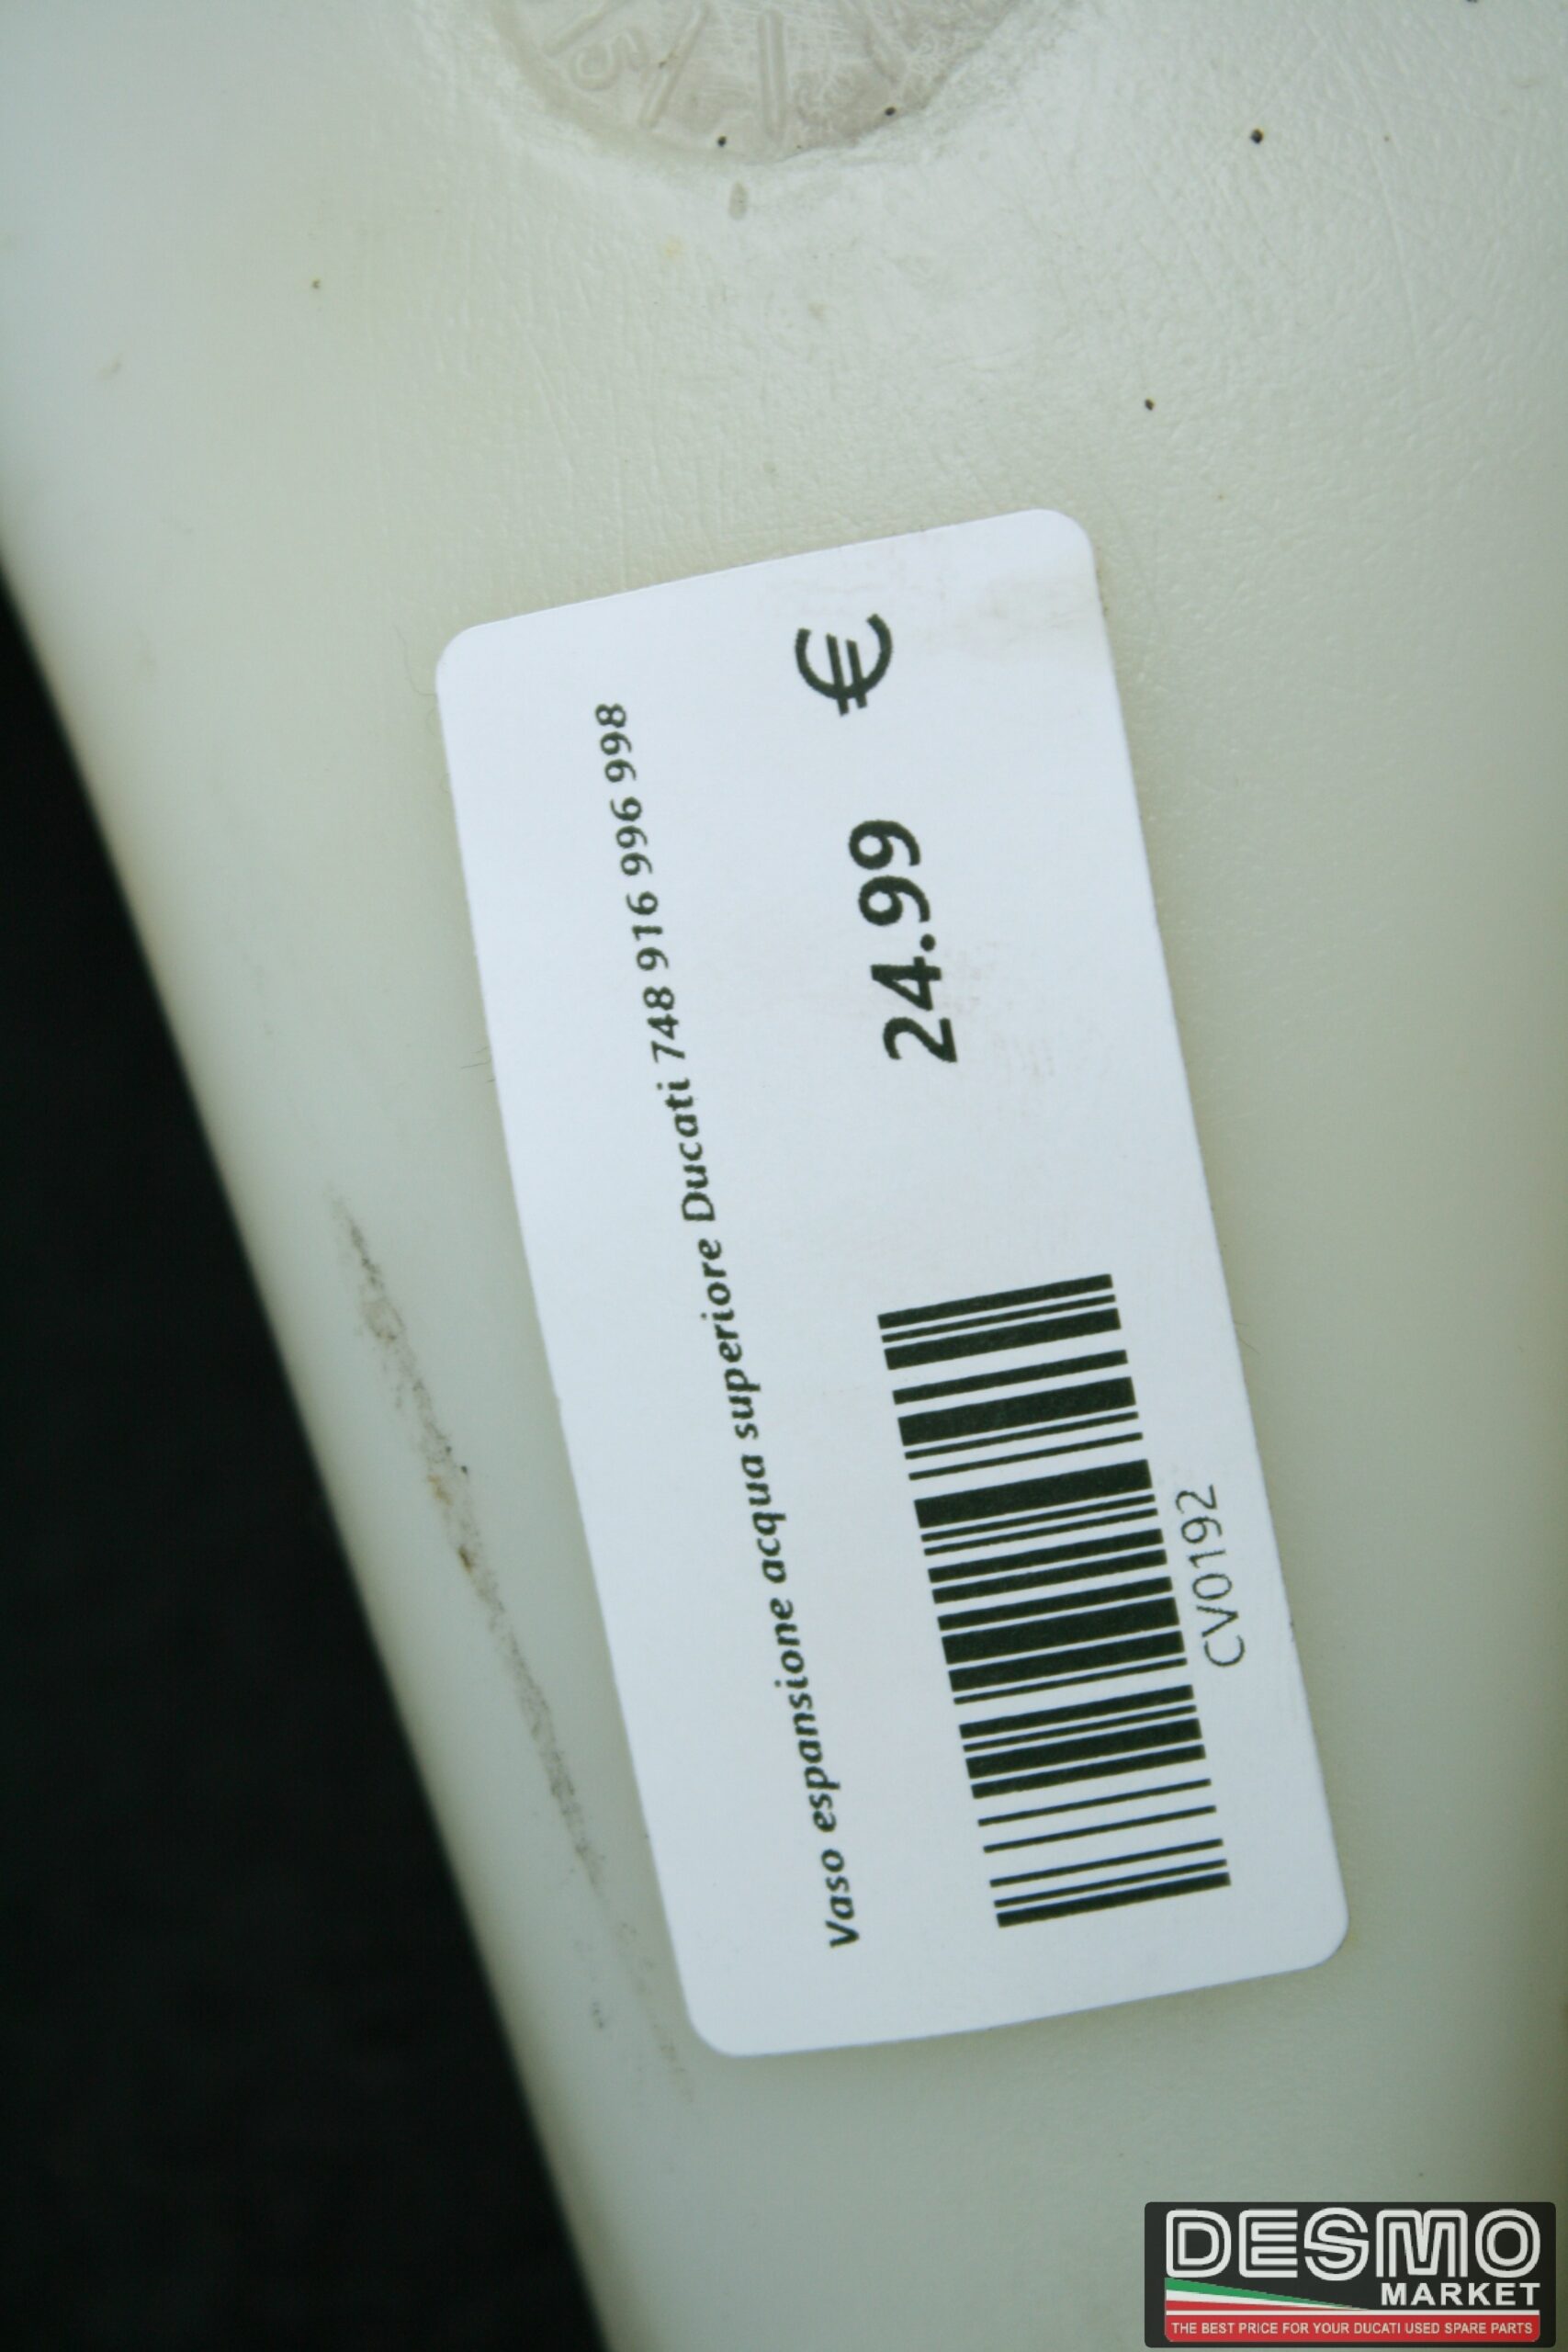 Vaso espansione acqua superiore Ducati 748 916 996 998
24.99 €
CV0192
DESMO
MARKET
THE BEST PRICE FOR YOUR DUCATI USED SPARE PARTS